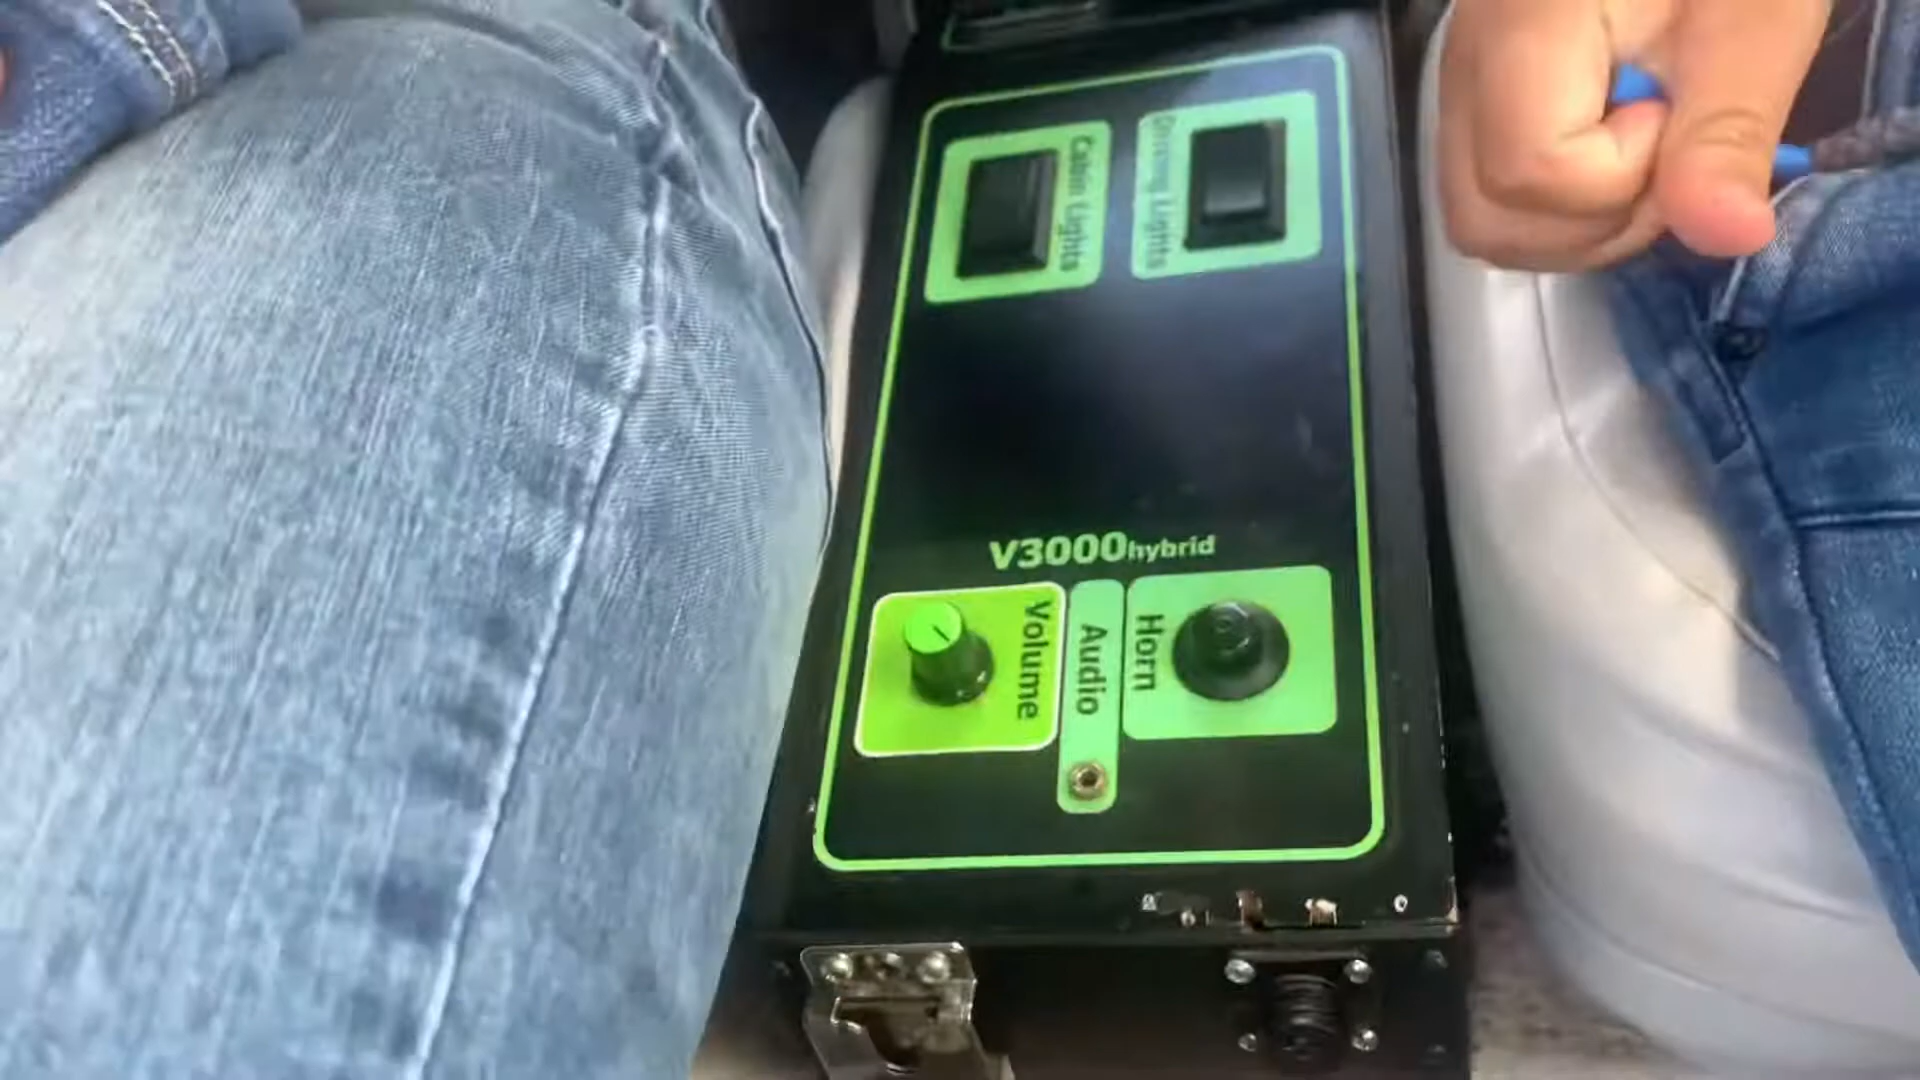 Cabin Lights
Driving Lights
V3000hybrid
Volume
Audio
Horn